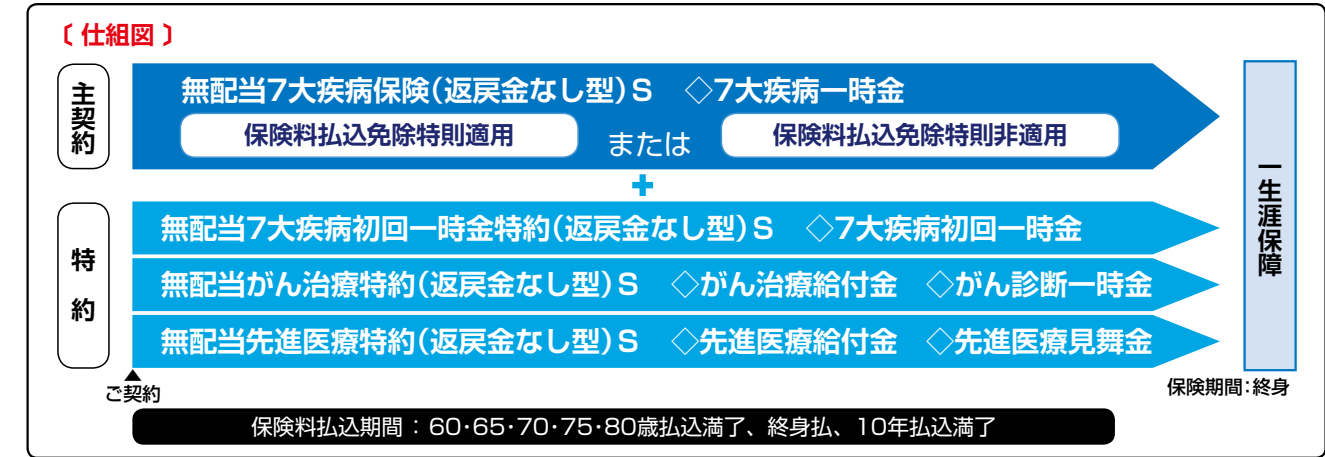 〔 仕組図 〕
主契約
無配当7大疾病保険(返戻金なし型)S ◇7大疾病一時金
保険料払込免除特則適用 または 保険料払込免除特則非適用
+
特約
無配当7大疾病初回一時金特約(返戻金なし型)S ◇7大疾病初回一時金
無配当がん治療特約(返戻金なし型)S ◇がん治療給付金 ◇がん診断一時金
無配当先進医療特約(返戻金なし型)S ◇先進医療給付金 ◇先進医療見舞金
一生涯保障
▲
ご契約
保険期間:終身
保険料払込期間 : 60・65・70・75・80歳払込満了、終身払、10年払込満了